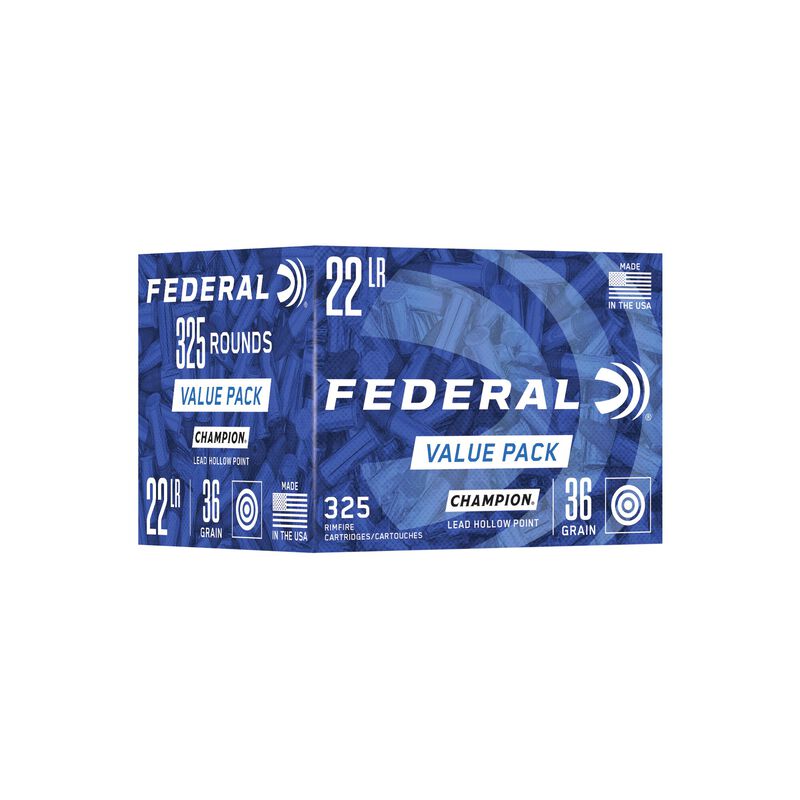 FEDERAL®
325 ROUNDS
VALUE PACK
CHAMPION®
LEAD HOLLOW POINT
22 LR
36
GRAIN
MADE
IN THE USA
22 LR
MADE
IN THE USA
FEDERAL®
VALUE PACK
325
RIMFIRE
CARTRIDGES/CARTOUCHES
CHAMPION®
LEAD HOLLOW POINT
36
GRAIN